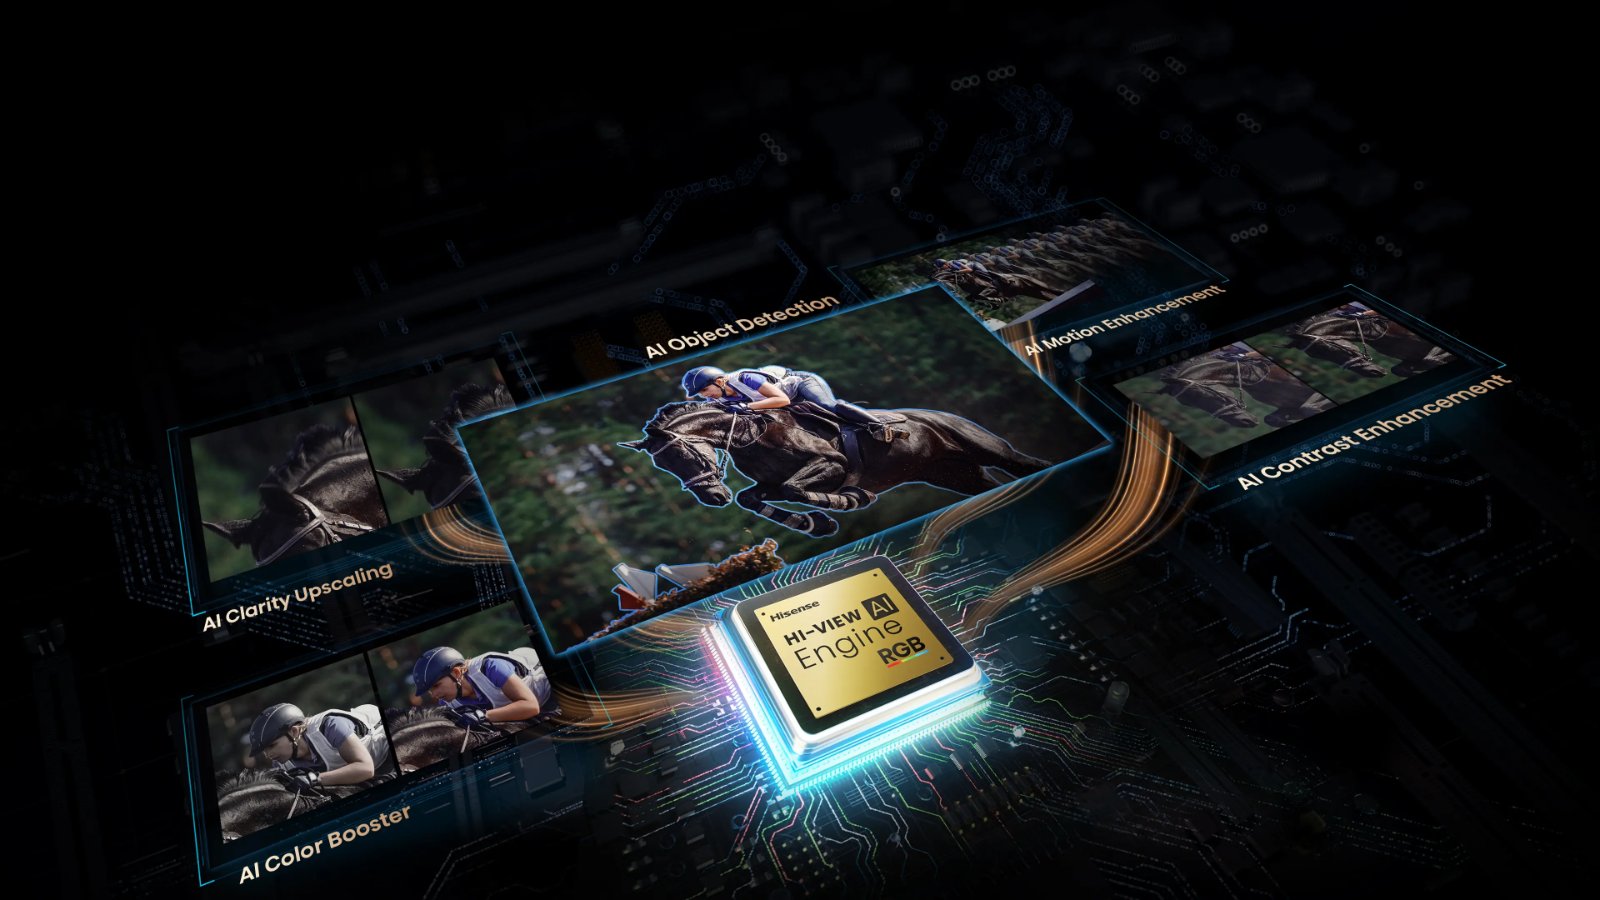 AI Object Detection
AI Motion Enhancement
AI Contrast Enhancement
AI Clarity Upscaling
AI Color Booster
Hisense
HI-VIEW AI
Engine
RGB